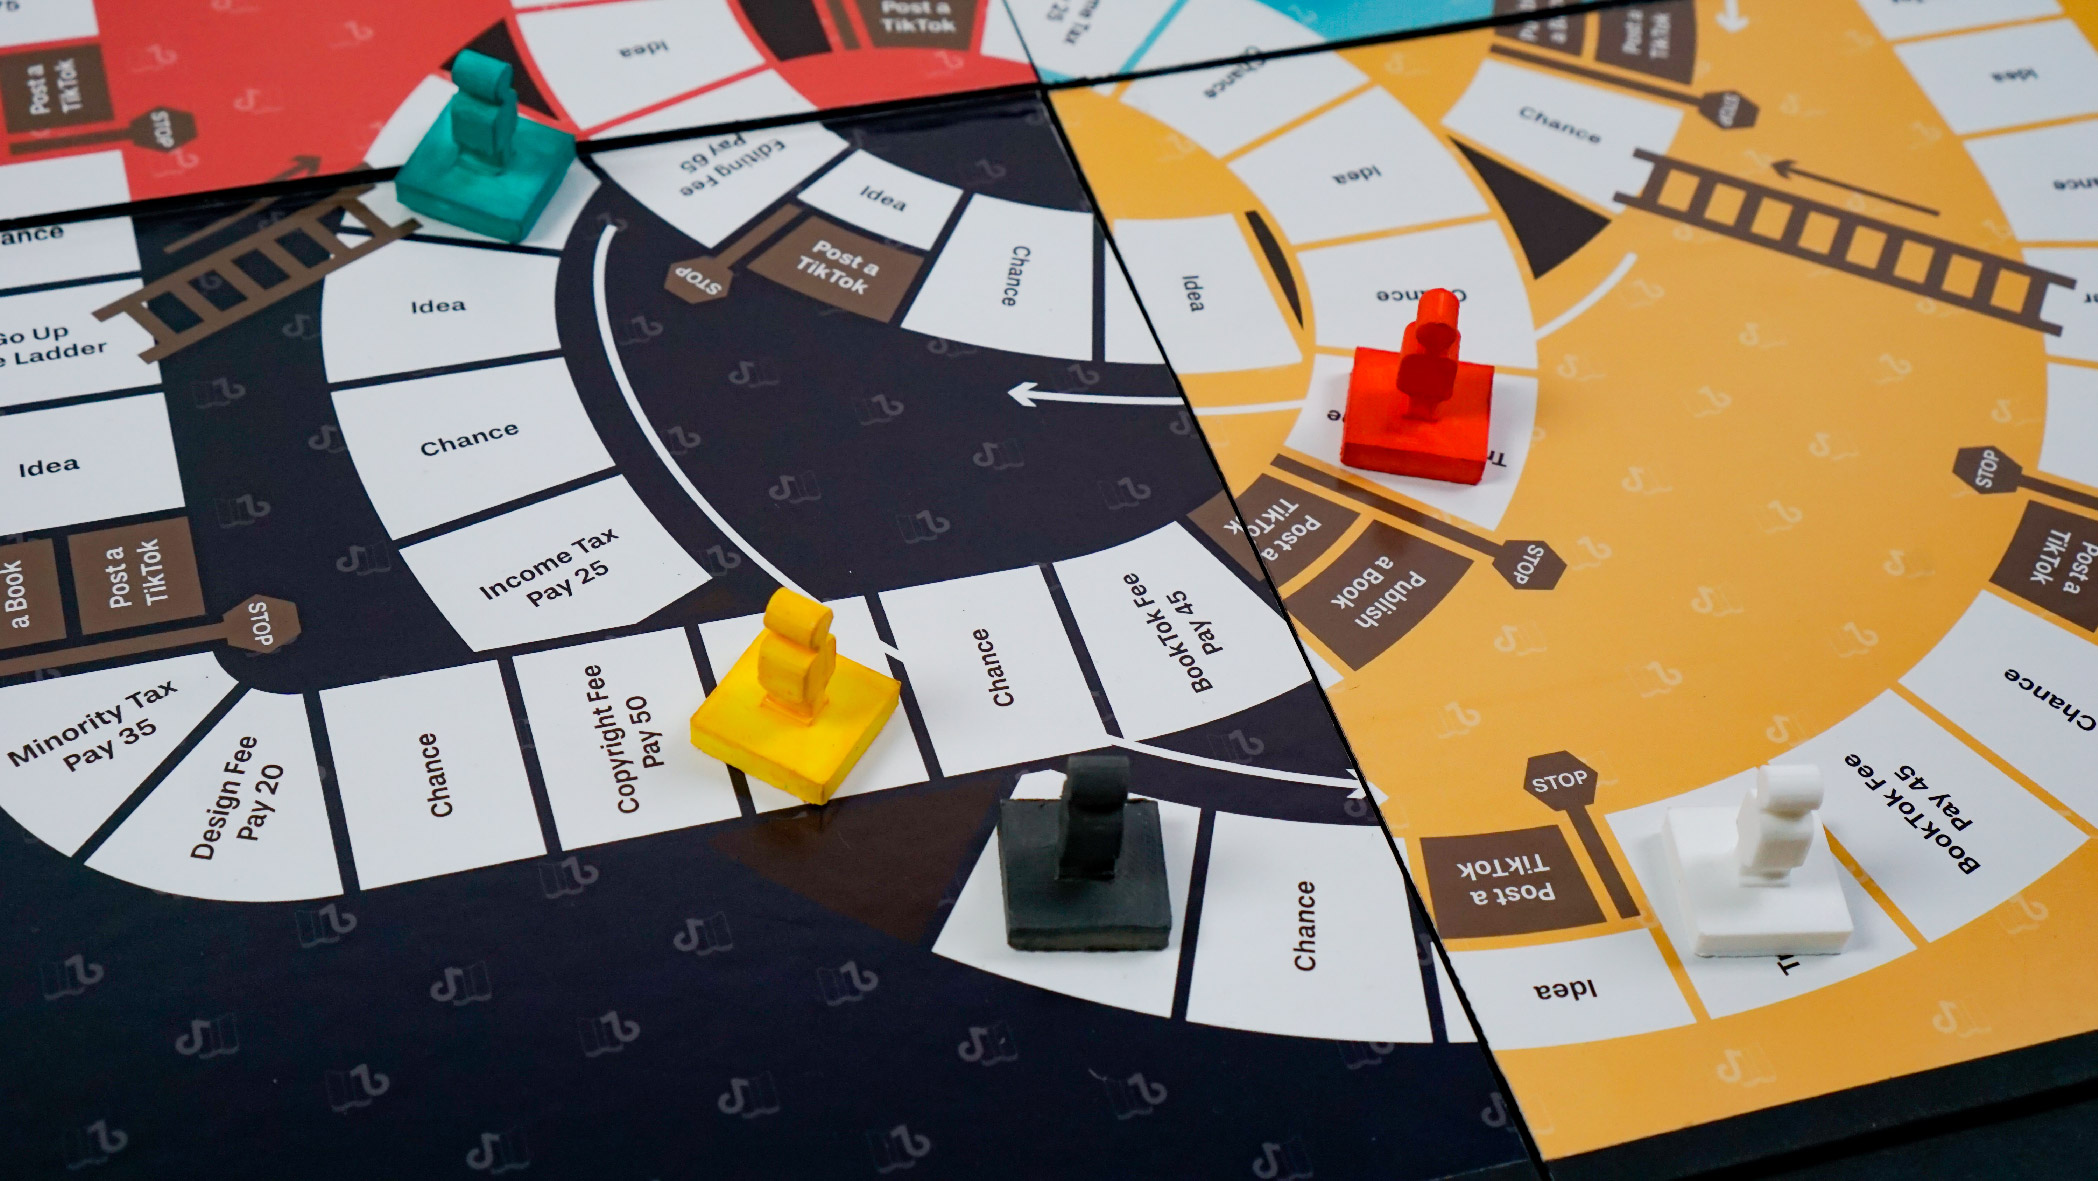 Post a
TikTok
STOP
Idea
Post a
TikTok
Chance
Idea
Post a
TikTok
STOP
Chance
Idea
Editing Fee
Pay 65
Idea
Post a
TikTok
STOP
Chance
Idea
Chance
Go Up
Ladder
Idea
Chance
Idea
Income Tax
Pay 25
a Book
Post a
TikTok
STOP
Minority Tax
Pay 35
Design Fee
Pay 20
Chance
Copyright Fee
Pay 50
Chance
BookTok Fee
Pay 45
Post a
TikTok
Publish
a Book
STOP
STOP
Post a
TikTok
Chance
BookTok Fee
Pay 45
STOP
Post a
TikTok
Idea
Chance